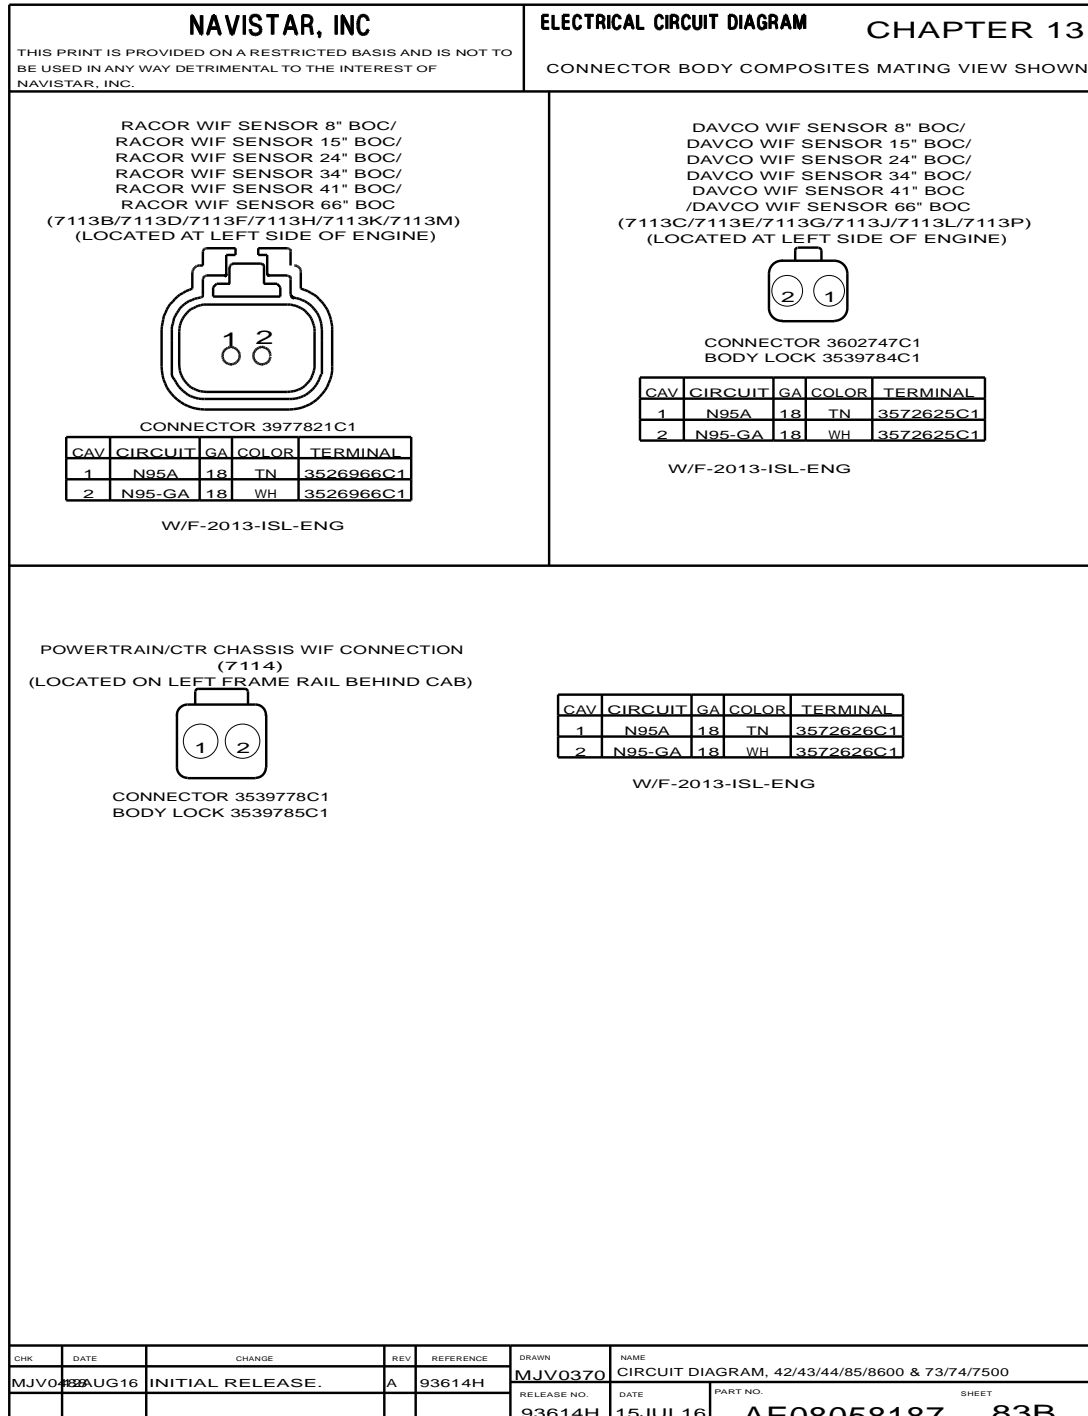 NAVISTAR, INC
THIS PRINT IS PROVIDED ON A RESTRICTED BASIS AND IS NOT TO
BE USED IN ANY WAY DETRIMENTAL TO THE INTEREST OF
NAVISTAR, INC.
ELECTRICAL CIRCUIT DIAGRAM
CHAPTER 13
CONNECTOR BODY COMPOSITES MATING VIEW SHOWN
RACOR WIF SENSOR 8" BOC/
RACOR WIF SENSOR 15" BOC/
RACOR WIF SENSOR 24" BOC/
RACOR WIF SENSOR 34" BOC/
RACOR WIF SENSOR 41" BOC/
RACOR WIF SENSOR 66" BOC
(7113B/7113D/7113F/7113H/7113K/7113M)
(LOCATED AT LEFT SIDE OF ENGINE)
1 2
CONNECTOR 3977821C1
CAV CIRCUIT GA COLOR TERMINAL
1 N95A 18 TN 3526966C1
2 N95-GA 18 WH 3526966C1
W/F-2013-ISL-ENG
DAVCO WIF SENSOR 8" BOC/
DAVCO WIF SENSOR 15" BOC/
DAVCO WIF SENSOR 24" BOC/
DAVCO WIF SENSOR 34" BOC/
DAVCO WIF SENSOR 41" BOC
/DAVCO WIF SENSOR 66" BOC
(7113C/7113E/7113G/7113J/7113L/7113P)
(LOCATED AT LEFT SIDE OF ENGINE)
2 1
CONNECTOR 3602747C1
BODY LOCK 3539784C1
CAV CIRCUIT GA COLOR TERMINAL
1 N95A 18 TN 3572625C1
2 N95-GA 18 WH 3572625C1
W/F-2013-ISL-ENG
POWERTRAIN/CTR CHASSIS WIF CONNECTION
(7114)
(LOCATED ON LEFT FRAME RAIL BEHIND CAB)
1 2
CONNECTOR 3539778C1
BODY LOCK 3539785C1
CAV CIRCUIT GA COLOR TERMINAL
1 N95A 18 TN 3572626C1
2 N95-GA 18 WH 3572626C1
W/F-2013-ISL-ENG
CHK DATE CHANGE REV REFERENCE
INITIAL RELEASE. A 93614H
DRAWN
MJV0370
NAME
CIRCUIT DIAGRAM, 42/43/44/85/8600 & 73/74/7500
RELEASE NO. DATE PART NO. SHEET
93614H 15JUL16 AE08058187 83B